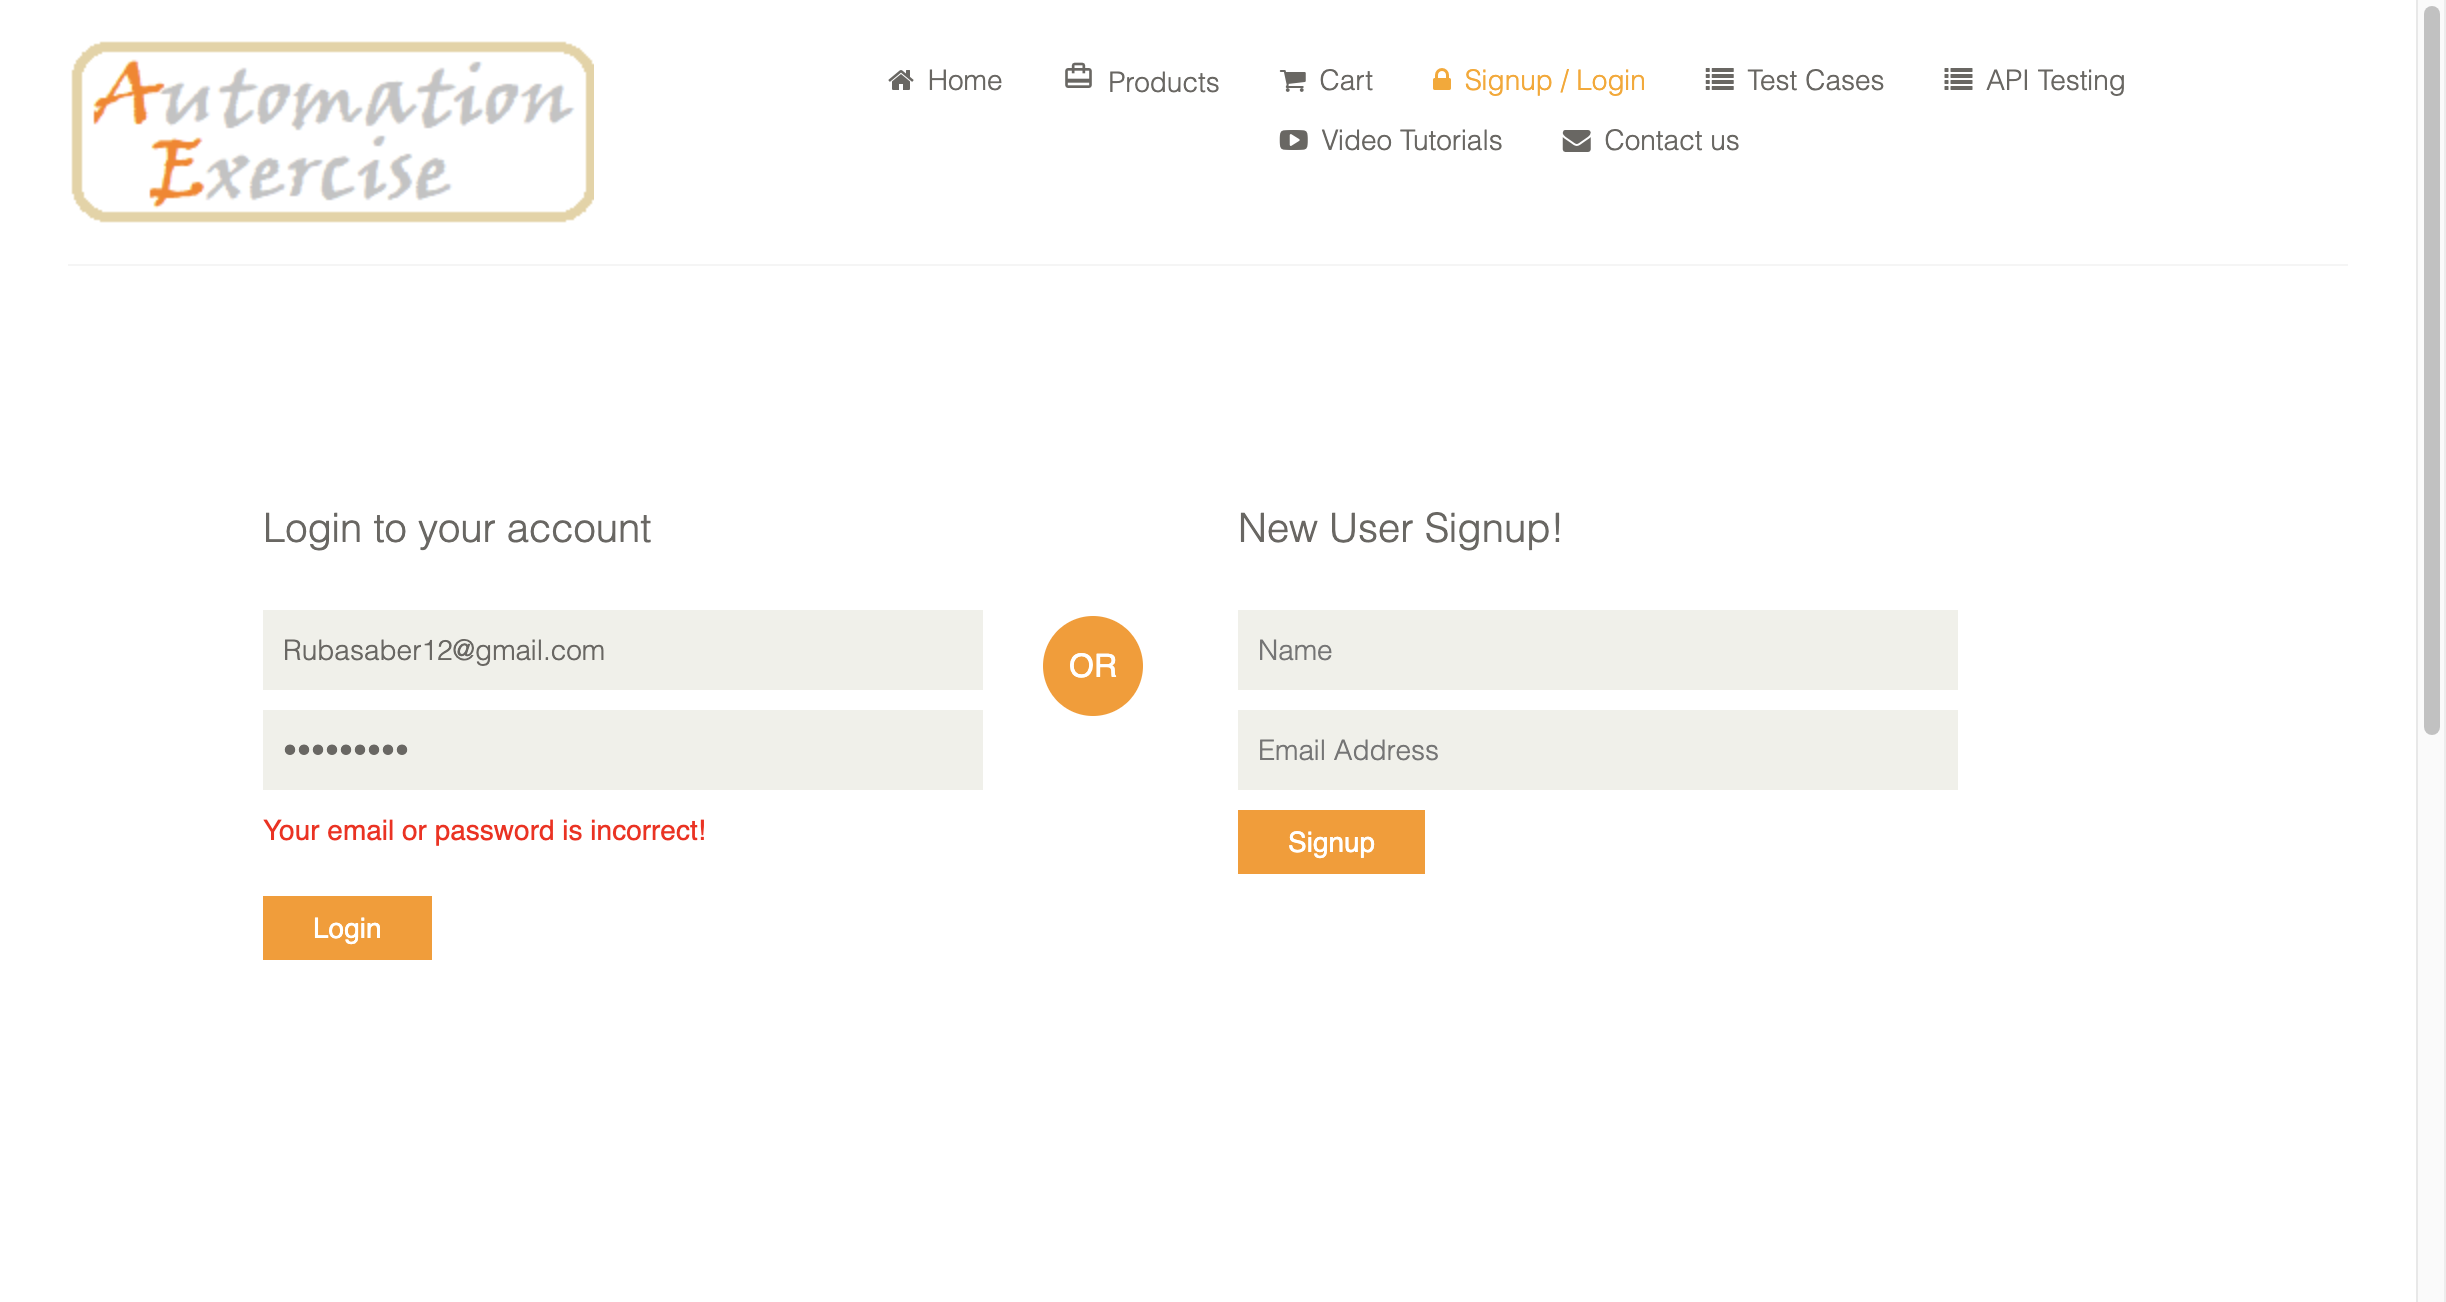 Automation
Exercise
Home
Products
Cart
Signup / Login
Test Cases
API Testing
Video Tutorials
Contact us
Login to your account
Rubasaber12@gmail.com
•••••••••
Your email or password is incorrect!
Login
OR
New User Signup!
Name
Email Address
Signup